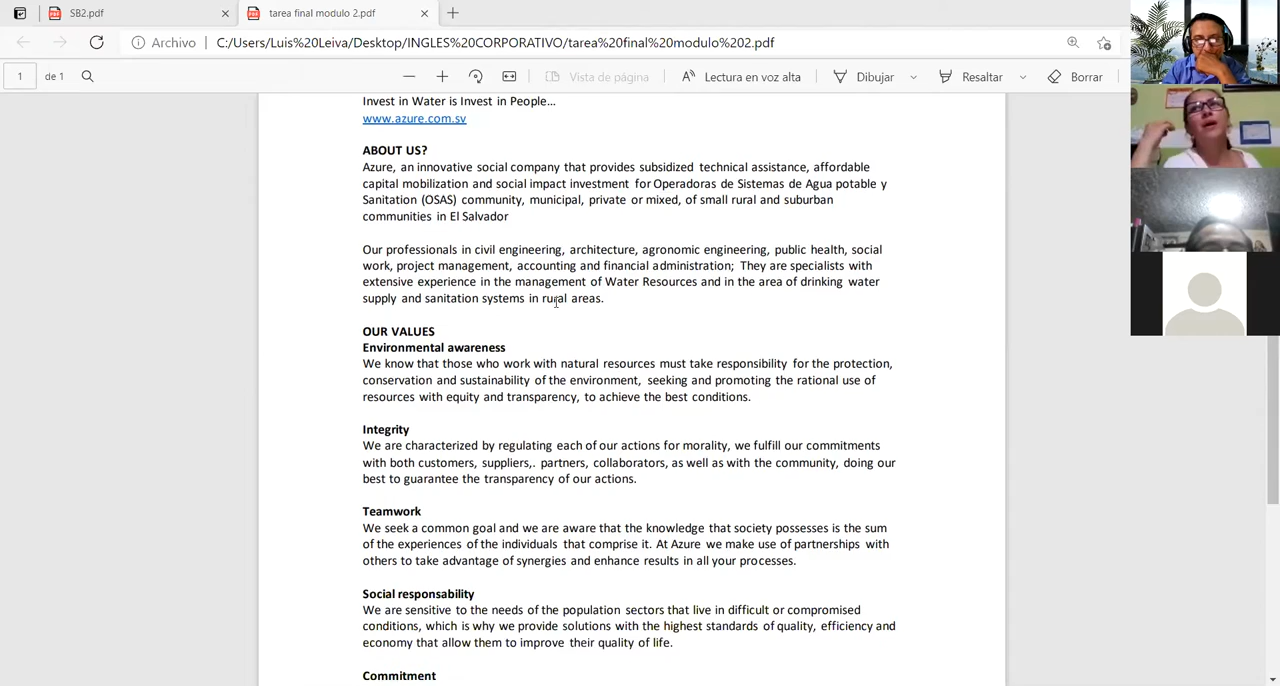 SB2.pdf
tarea final modulo 2.pdf
Archivo
C:/Users/Luis%20Leiva/Desktop/INGLES%20CORPORATIVO/tarea%20final%20modulo%202.pdf
1 de 1
Vista de página
Lectura en voz alta
Dibujar
Resaltar
Borrar
Invest in Water is Invest in People...
www.azure.com.sv
ABOUT US?
Azure, an innovative social company that provides subsidized technical assistance, affordable
capital mobilization and social impact investment for Operadoras de Sistemas de Agua potable y
Sanitation (OSAS) community, municipal, private or mixed, of small rural and suburban
communities in El Salvador
Our professionals in civil engineering, architecture, agronomic engineering, public health, social
work, project management, accounting and financial administration; They are specialists with
extensive experience in the management of Water Resources and in the area of drinking water
supply and sanitation systems in rural areas.
OUR VALUES
Environmental awareness
We know that those who work with natural resources must take responsibility for the protection,
conservation and sustainability of the environment, seeking and promoting the rational use of
resources with equity and transparency, to achieve the best conditions.
Integrity
We are characterized by regulating each of our actions for morality, we fulfill our commitments
with both customers, suppliers,. partners, collaborators, as well as with the community, doing our
best to guarantee the transparency of our actions.
Teamwork
We seek a common goal and we are aware that the knowledge that society possesses is the sum
of the experiences of the individuals that comprise it. At Azure we make use of partnerships with
others to take advantage of synergies and enhance results in all your processes.
Social responsability
We are sensitive to the needs of the population sectors that live in difficult or compromised
conditions, which is why we provide solutions with the highest standards of quality, efficiency and
economy that allow them to improve their quality of life.
Commitment